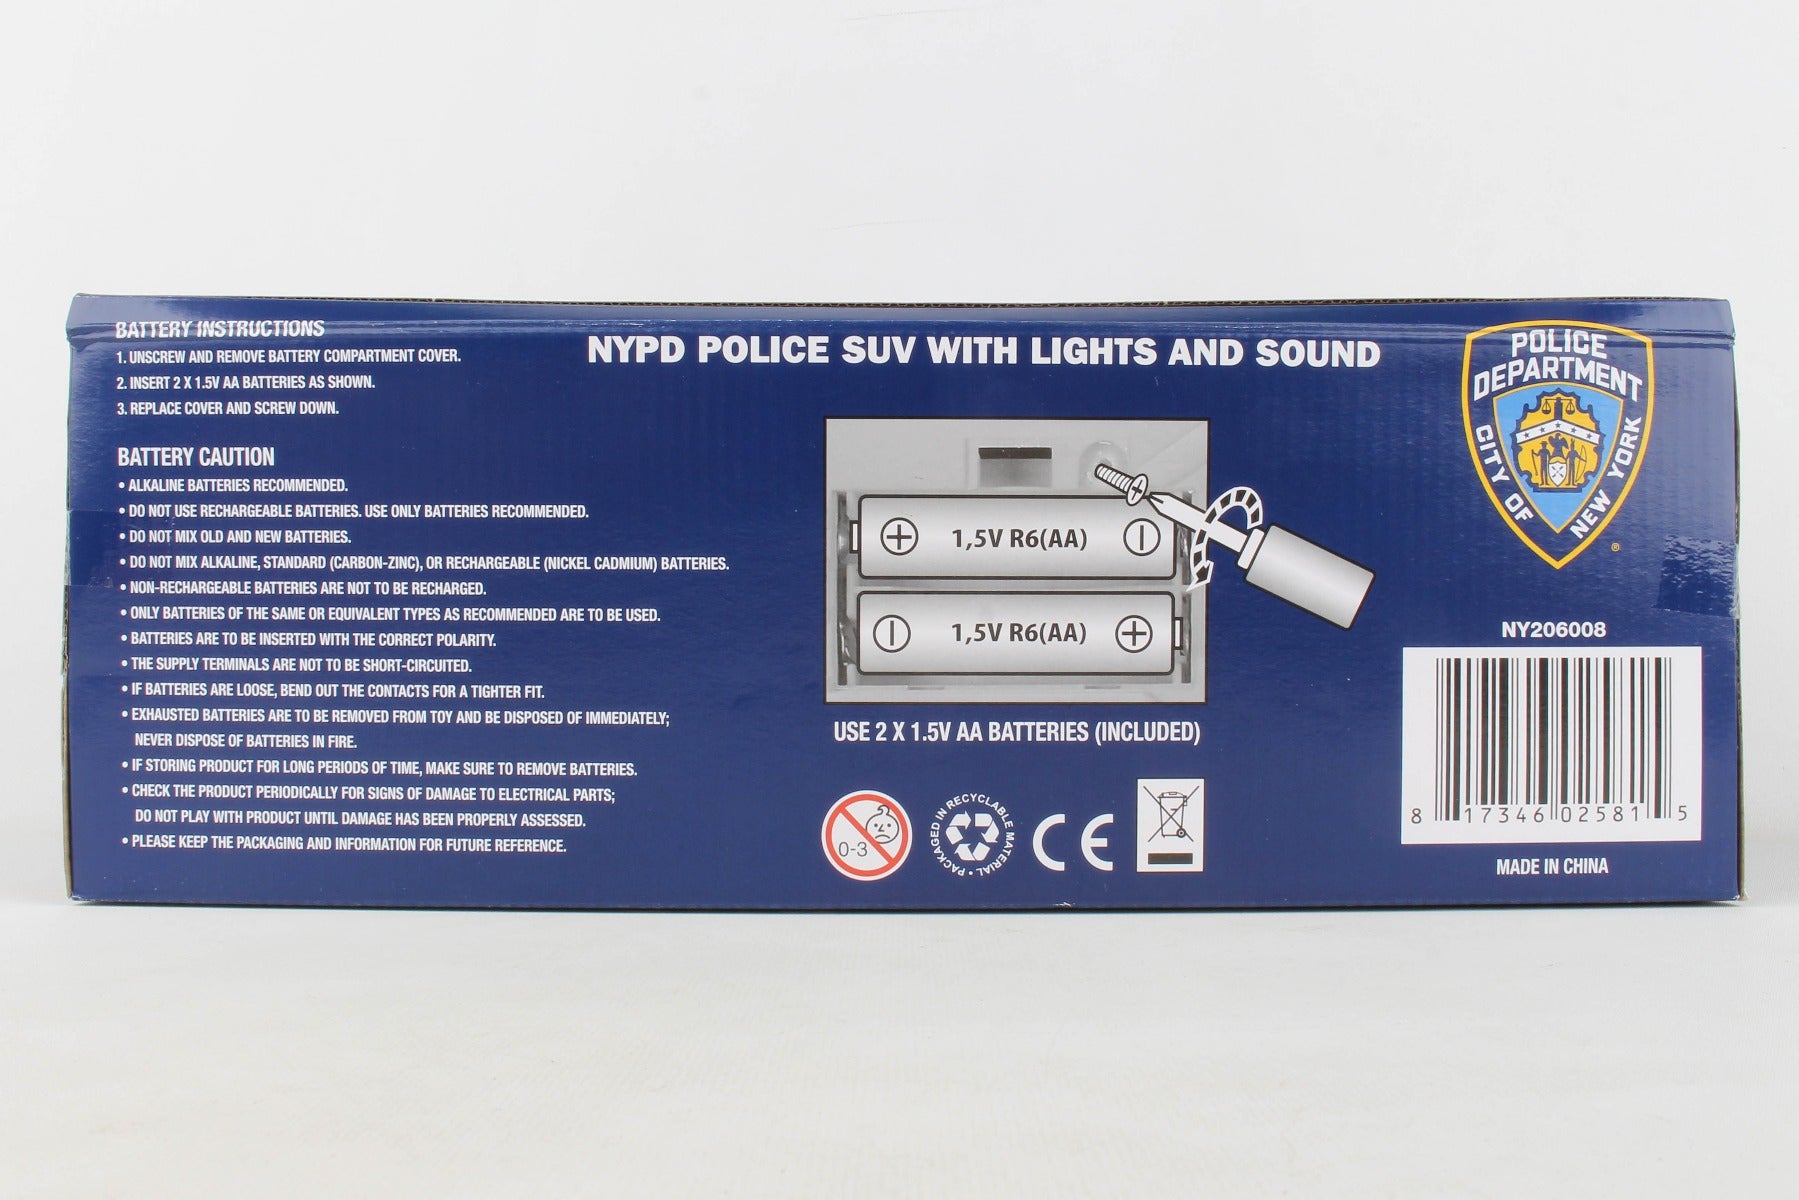 BATTERY INSTRUCTIONS
1. UNSCREW AND REMOVE BATTERY COMPARTMENT COVER.
2. INSERT 2 X 1.5V AA BATTERIES AS SHOWN.
3. REPLACE COVER AND SCREW DOWN.
BATTERY CAUTION
• ALKALINE BATTERIES RECOMMENDED.
• DO NOT USE RECHARGEABLE BATTERIES. USE ONLY BATTERIES RECOMMENDED.
• DO NOT MIX OLD AND NEW BATTERIES.
• DO NOT MIX ALKALINE, STANDARD (CARBON-ZINC), OR RECHARGEABLE (NICKEL CADMIUM) BATTERIES.
• NON-RECHARGEABLE BATTERIES ARE NOT TO BE RECHARGED.
• ONLY BATTERIES OF THE SAME OR EQUIVALENT TYPES AS RECOMMENDED ARE TO BE USED.
• BATTERIES ARE TO BE INSERTED WITH THE CORRECT POLARITY.
• THE SUPPLY TERMINALS ARE NOT TO BE SHORT-CIRCUITED.
• IF BATTERIES ARE LOOSE, BEND OUT THE CONTACTS FOR A TIGHTER FIT.
• EXHAUSTED BATTERIES ARE TO BE REMOVED FROM TOY AND BE DISPOSED OF IMMEDIATELY;
NEVER DISPOSE OF BATTERIES IN FIRE.
• IF STORING PRODUCT FOR LONG PERIODS OF TIME, MAKE SURE TO REMOVE BATTERIES.
• CHECK THE PRODUCT PERIODICALLY FOR SIGNS OF DAMAGE TO ELECTRICAL PARTS;
DO NOT PLAY WITH PRODUCT UNTIL DAMAGE HAS BEEN PROPERLY ASSESSED.
• PLEASE KEEP THE PACKAGING AND INFORMATION FOR FUTURE REFERENCE.
NYPD POLICE SUV WITH LIGHTS AND SOUND
+ 1,5V R6(AA) −
− 1,5V R6(AA) +
USE 2 X 1.5V AA BATTERIES (INCLUDED)
0-3
PACKAGED IN RECYCLABLE MATERIAL •
CE
POLICE
DEPARTMENT
CITY OF
NEW YORK
®
NY206008
8 17346 02581 5
MADE IN CHINA